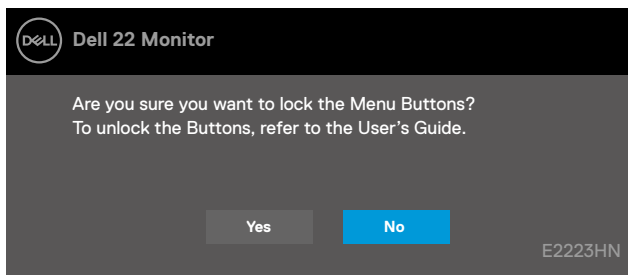 DELL Dell 22 Monitor
Are you sure you want to lock the Menu Buttons?
To unlock the Buttons, refer to the User’s Guide.
Yes No
E2223HN